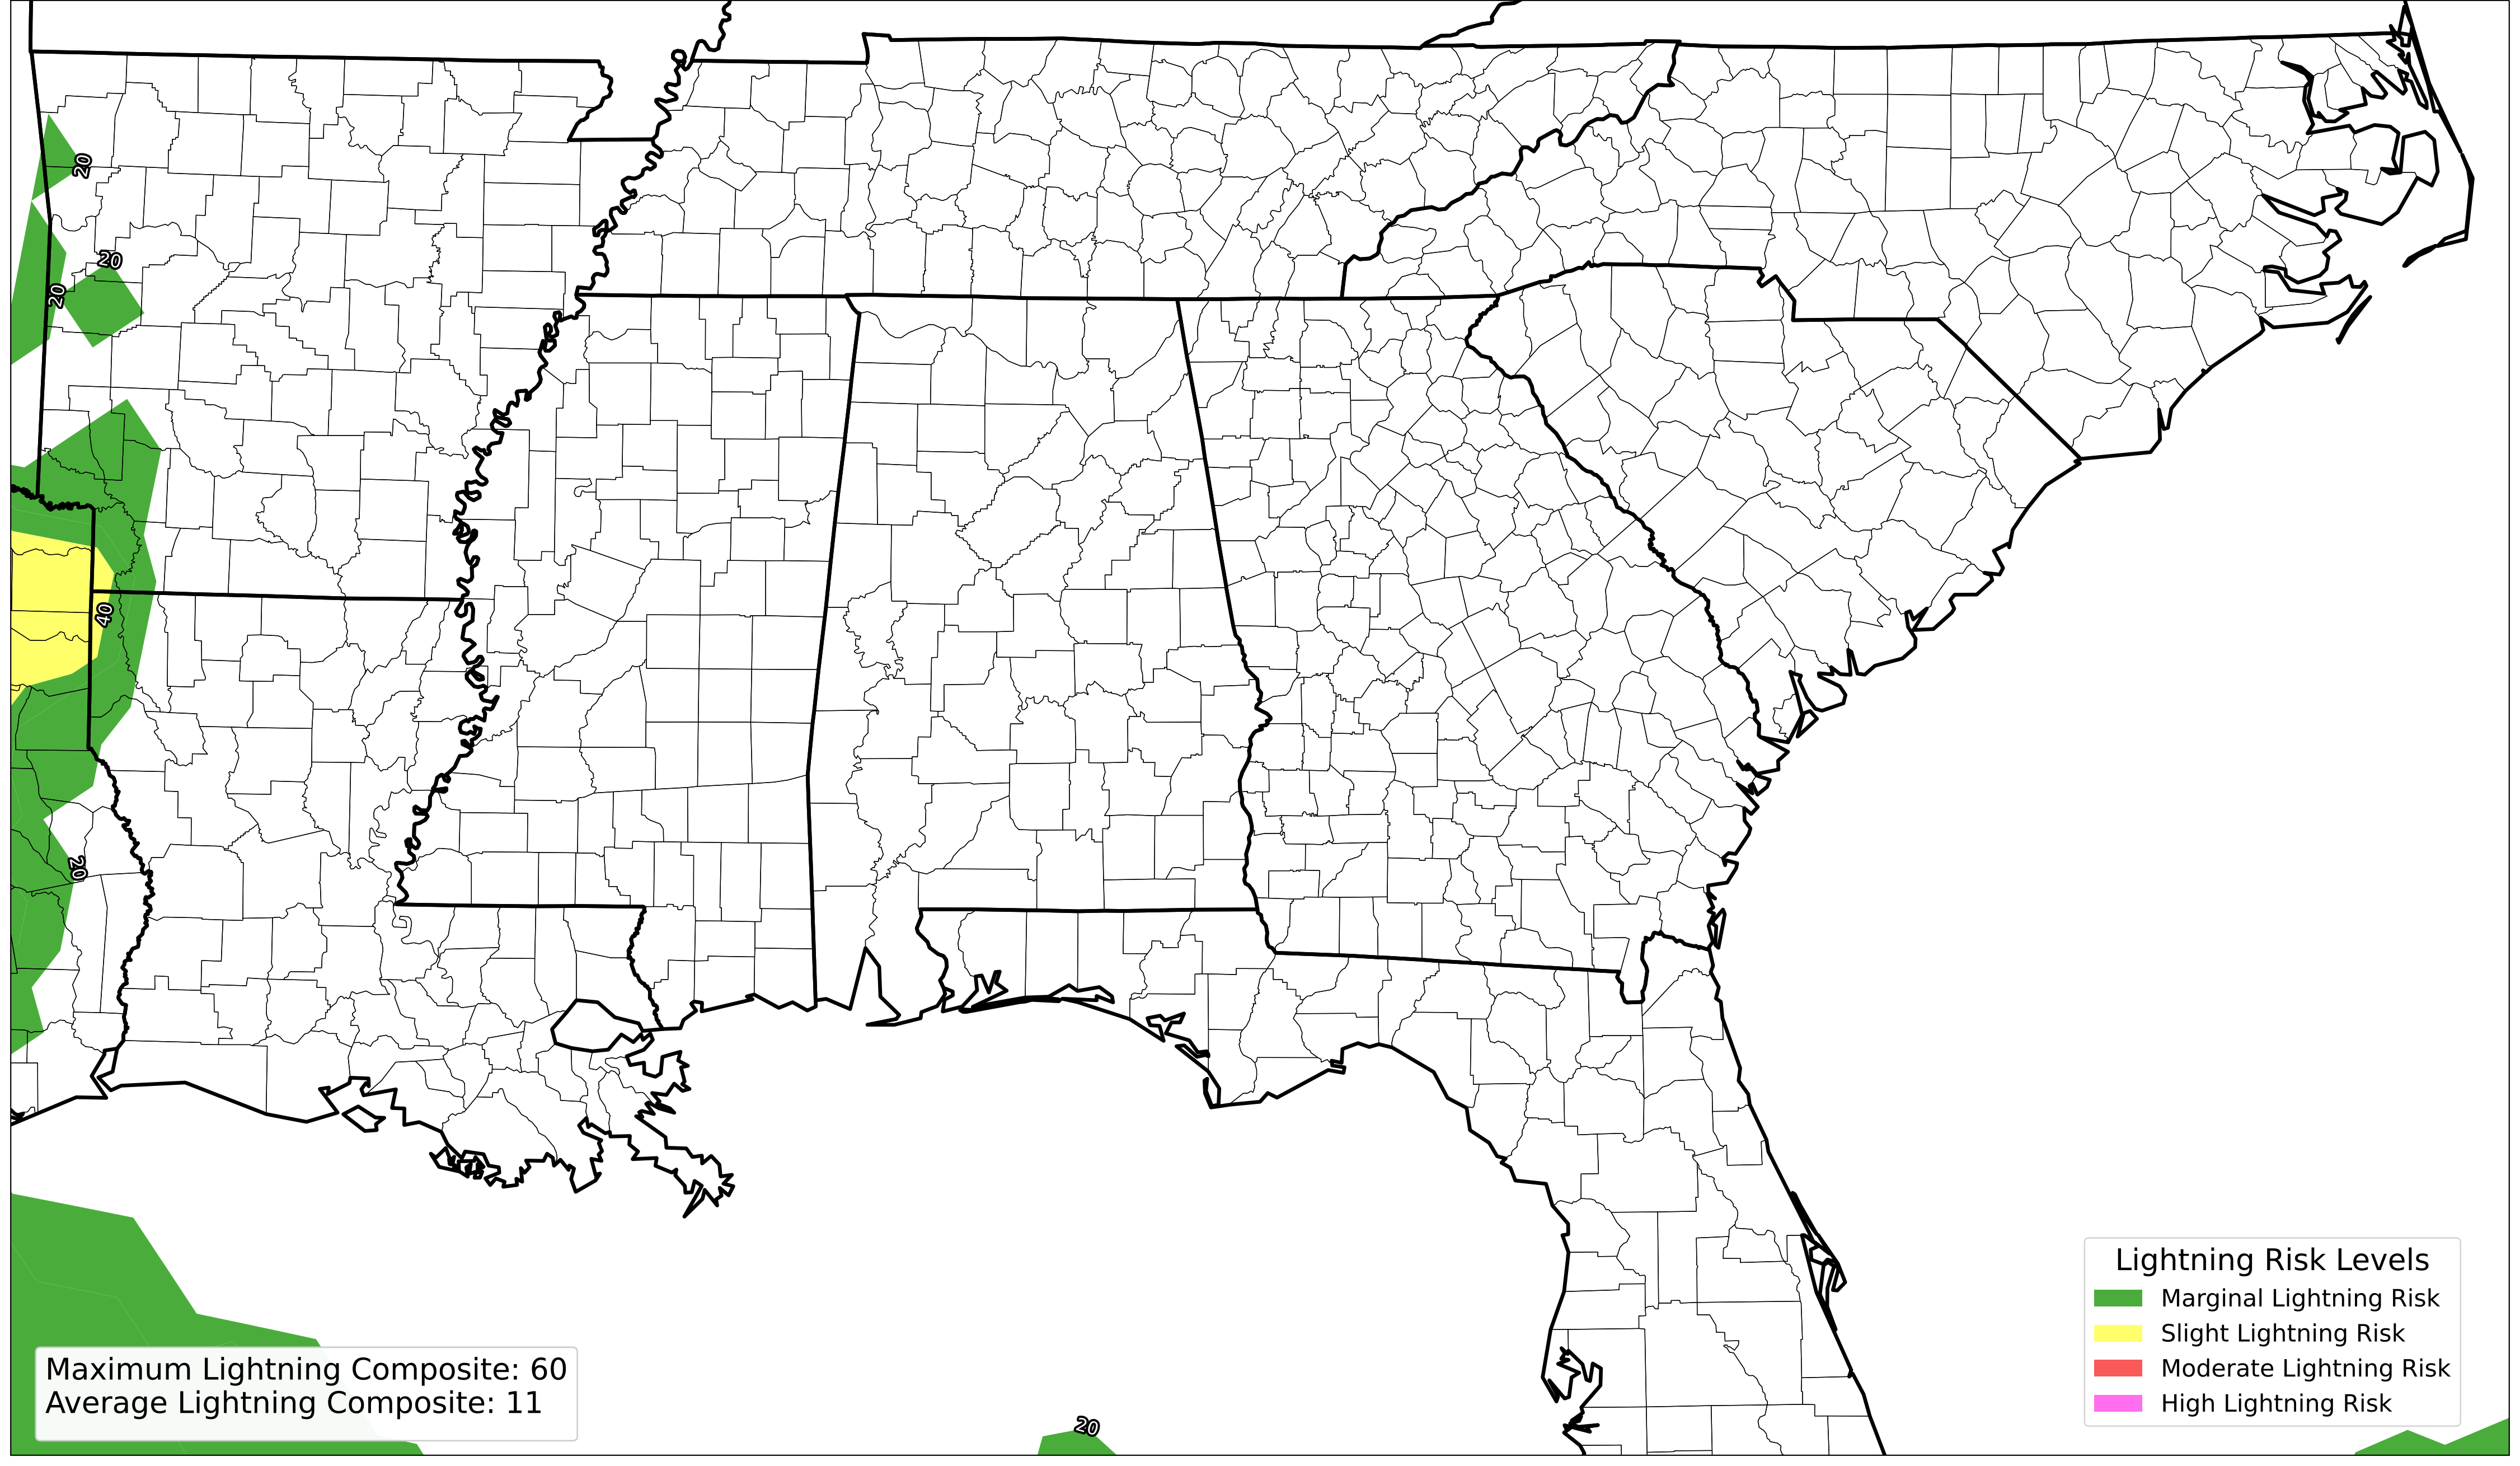 20
20
20
40
20
Lightning Risk Levels
Marginal Lightning Risk
Slight Lightning Risk
Moderate Lightning Risk
High Lightning Risk
Maximum Lightning Composite: 60
Average Lightning Composite: 11
20